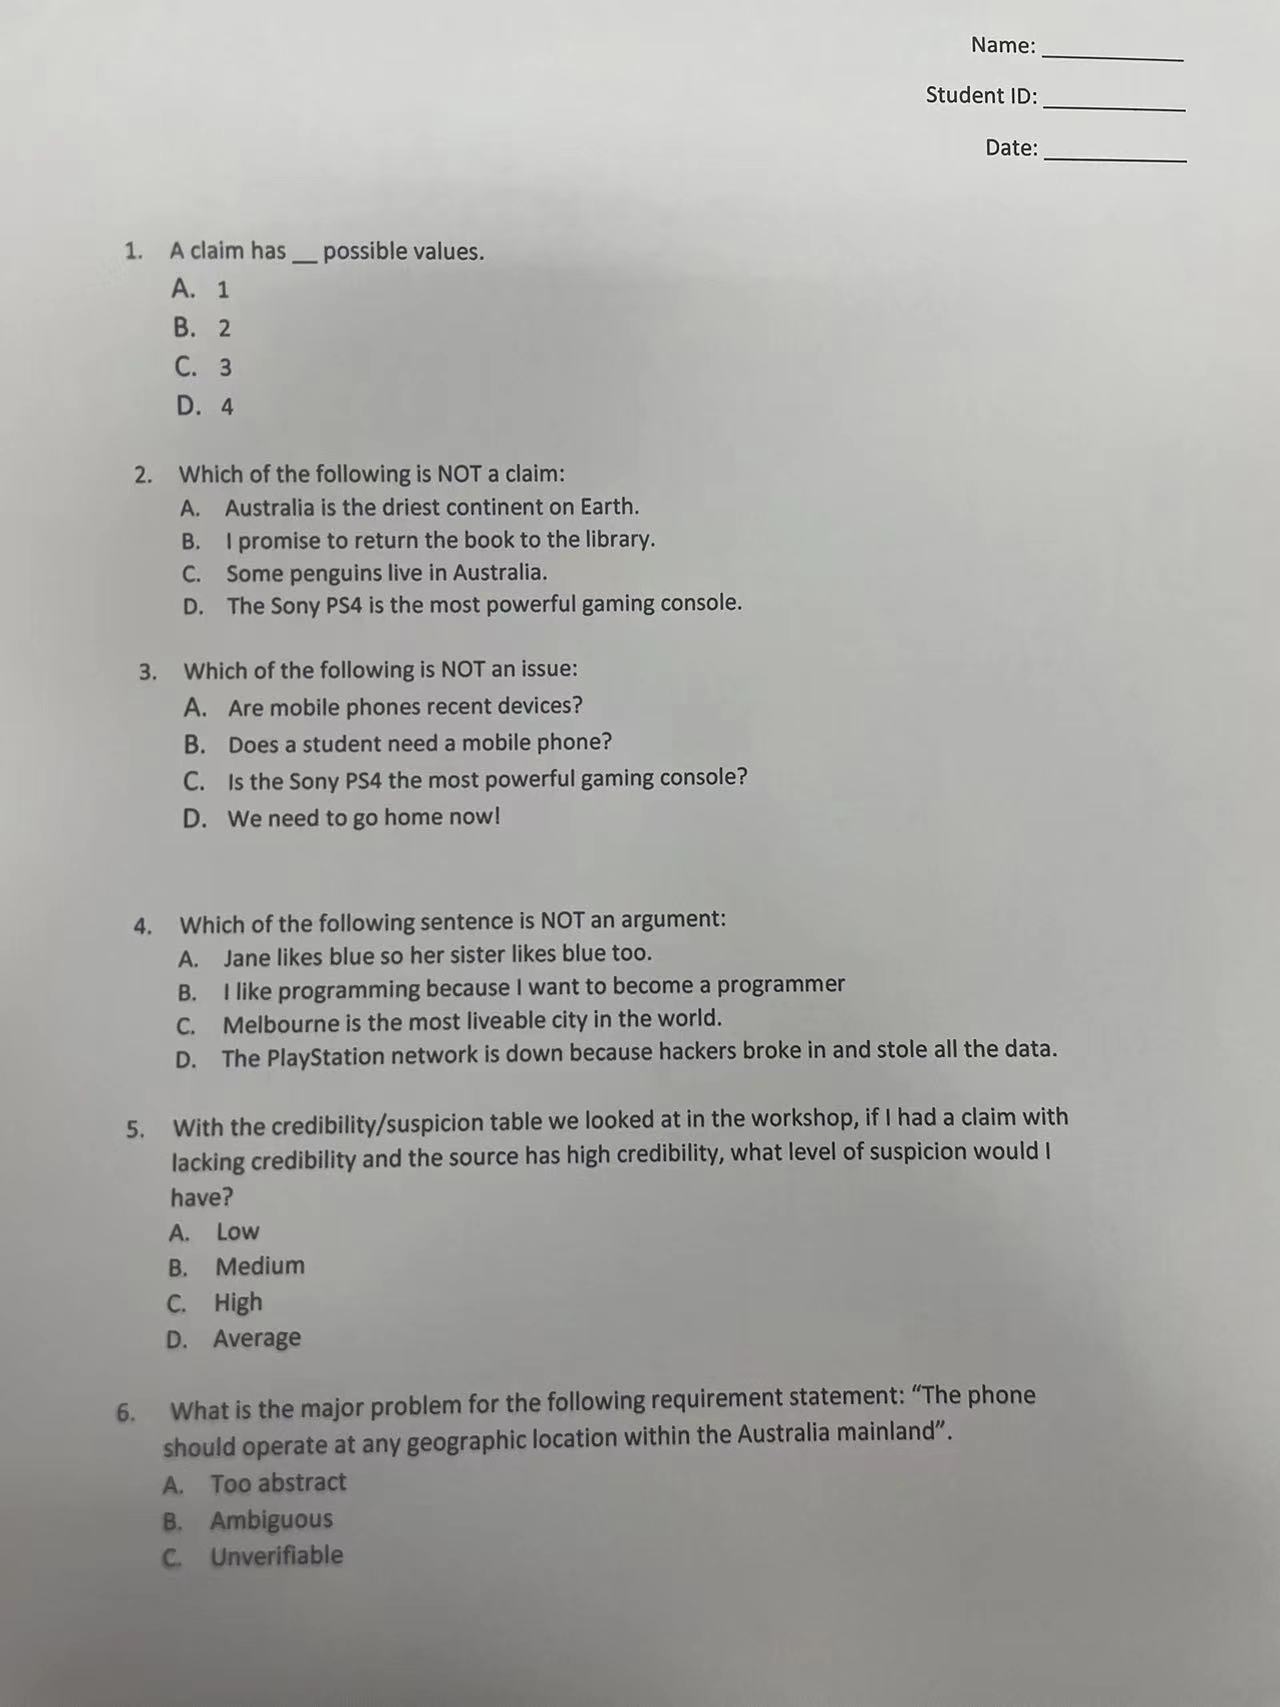 Name: ___________
Student ID: ___________
Date: ___________
1. A claim has __ possible values.
A. 1
B. 2
C. 3
D. 4
2. Which of the following is NOT a claim:
A. Australia is the driest continent on Earth.
B. I promise to return the book to the library.
C. Some penguins live in Australia.
D. The Sony PS4 is the most powerful gaming console.
3. Which of the following is NOT an issue:
A. Are mobile phones recent devices?
B. Does a student need a mobile phone?
C. Is the Sony PS4 the most powerful gaming console?
D. We need to go home now!
4. Which of the following sentence is NOT an argument:
A. Jane likes blue so her sister likes blue too.
B. I like programming because I want to become a programmer
C. Melbourne is the most liveable city in the world.
D. The PlayStation network is down because hackers broke in and stole all the data.
5. With the credibility/suspicion table we looked at in the workshop, if I had a claim with
lacking credibility and the source has high credibility, what level of suspicion would I
have?
A. Low
B. Medium
C. High
D. Average
6. What is the major problem for the following requirement statement: “The phone
should operate at any geographic location within the Australia mainland”.
A. Too abstract
B. Ambiguous
C. Unverifiable